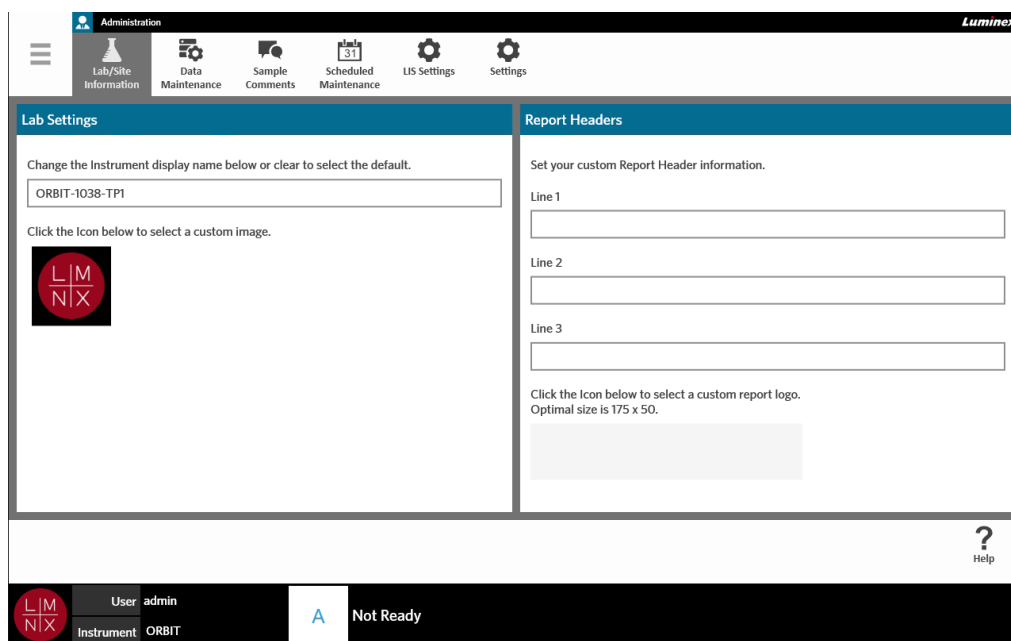 Administration
Luminex
Lab/Site
Information
Data
Maintenance
Sample
Comments
31
Scheduled
Maintenance
LIS Settings
Settings
Lab Settings
Change the Instrument display name below or clear to select the default.
ORBIT-1038-TP1
Click the Icon below to select a custom image.
L M
N X
Report Headers
Set your custom Report Header information.
Line 1
Line 2
Line 3
Click the Icon below to select a custom report logo.
Optimal size is 175 x 50.
?
Help
L M
N X
User admin
Instrument ORBIT
A
Not Ready